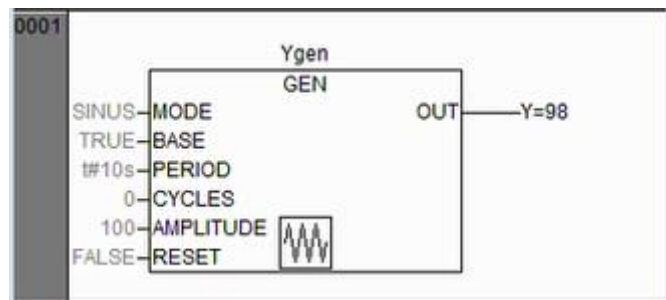 0001
Ygen
GEN
SINUS MODE OUT Y=98
TRUE BASE
t#10s PERIOD
0 CYCLES
100 AMPLITUDE
FALSE RESET